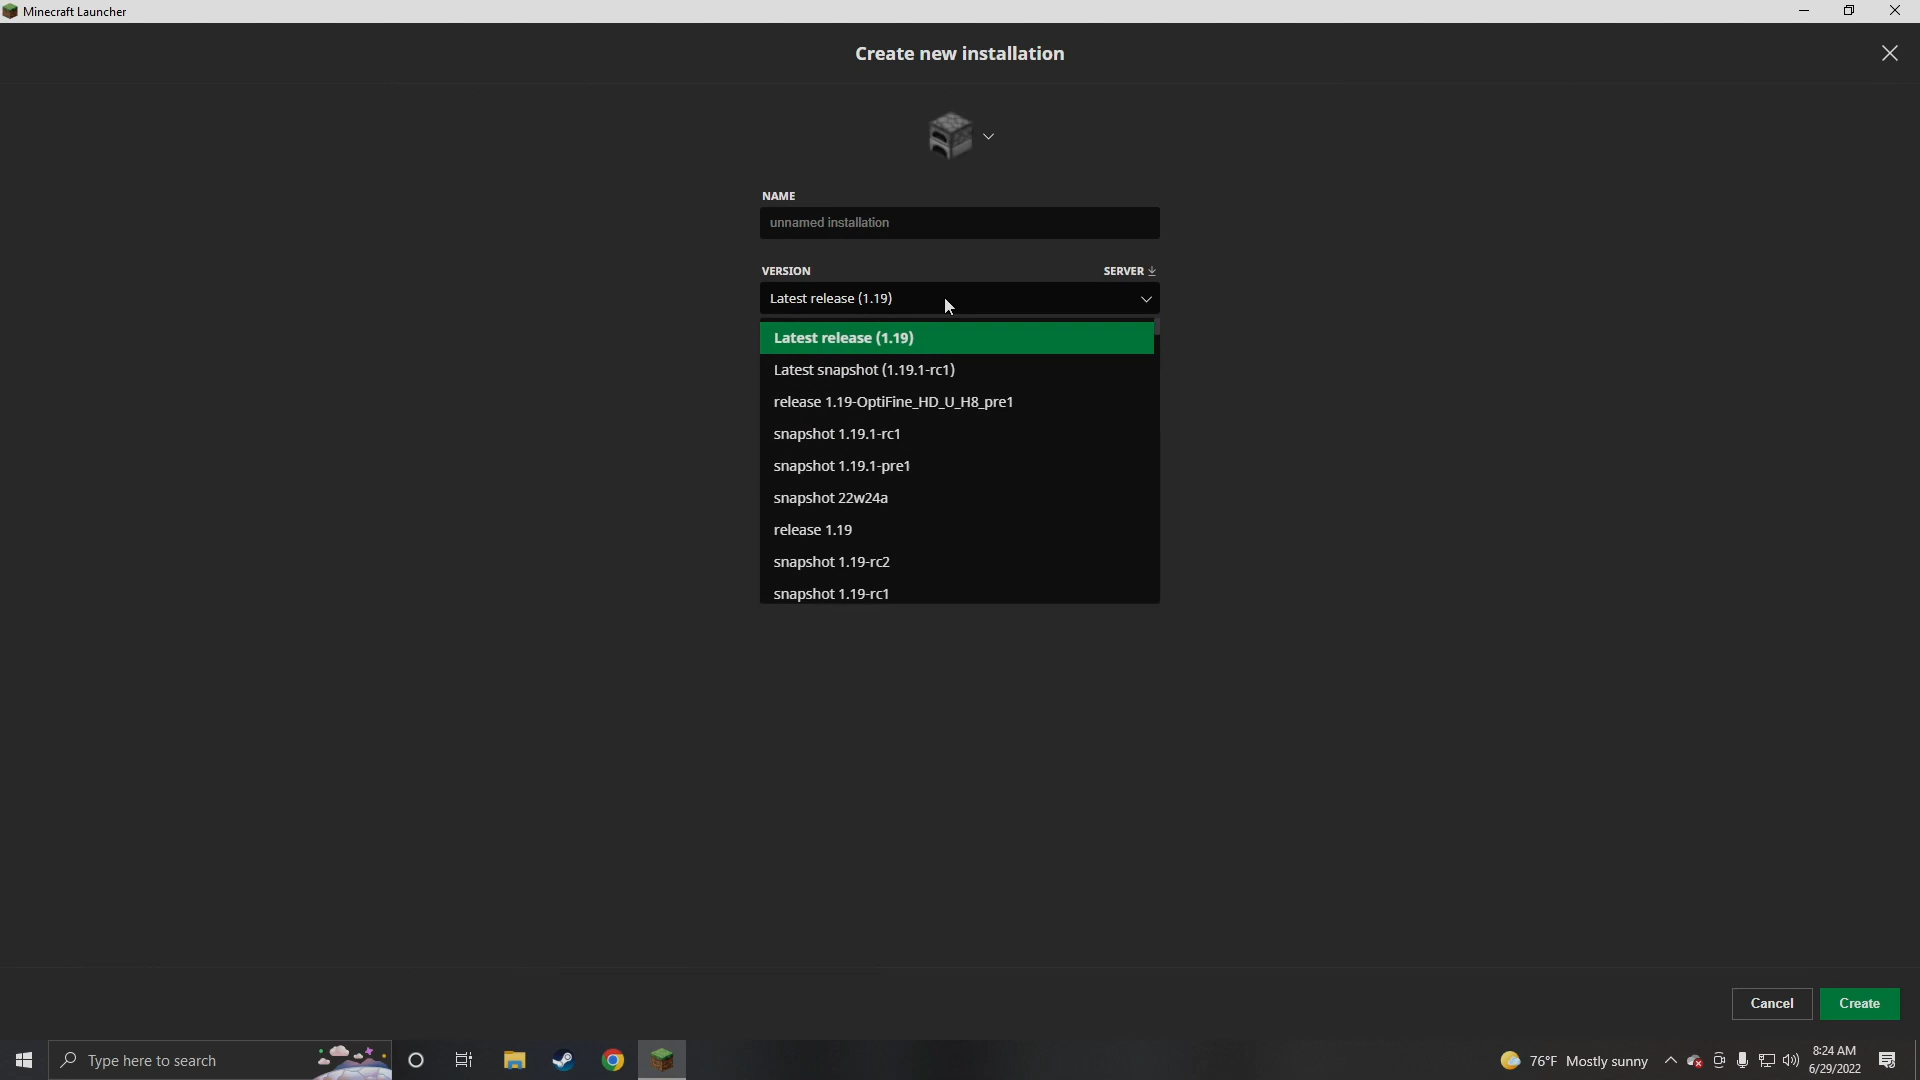 Minecraft Launcher
Create new installation
NAME
unnamed installation
VERSION SERVER
Latest release (1.19)
Latest release (1.19)
Latest snapshot (1.19.1-rc1)
release 1.19-OptiFine_HD_U_H8_pre1
snapshot 1.19.1-rc1
snapshot 1.19.1-pre1
snapshot 22w24a
release 1.19
snapshot 1.19-rc2
snapshot 1.19-rc1
Cancel Create
Type here to search
76°F Mostly sunny
8:24 AM
6/29/2022